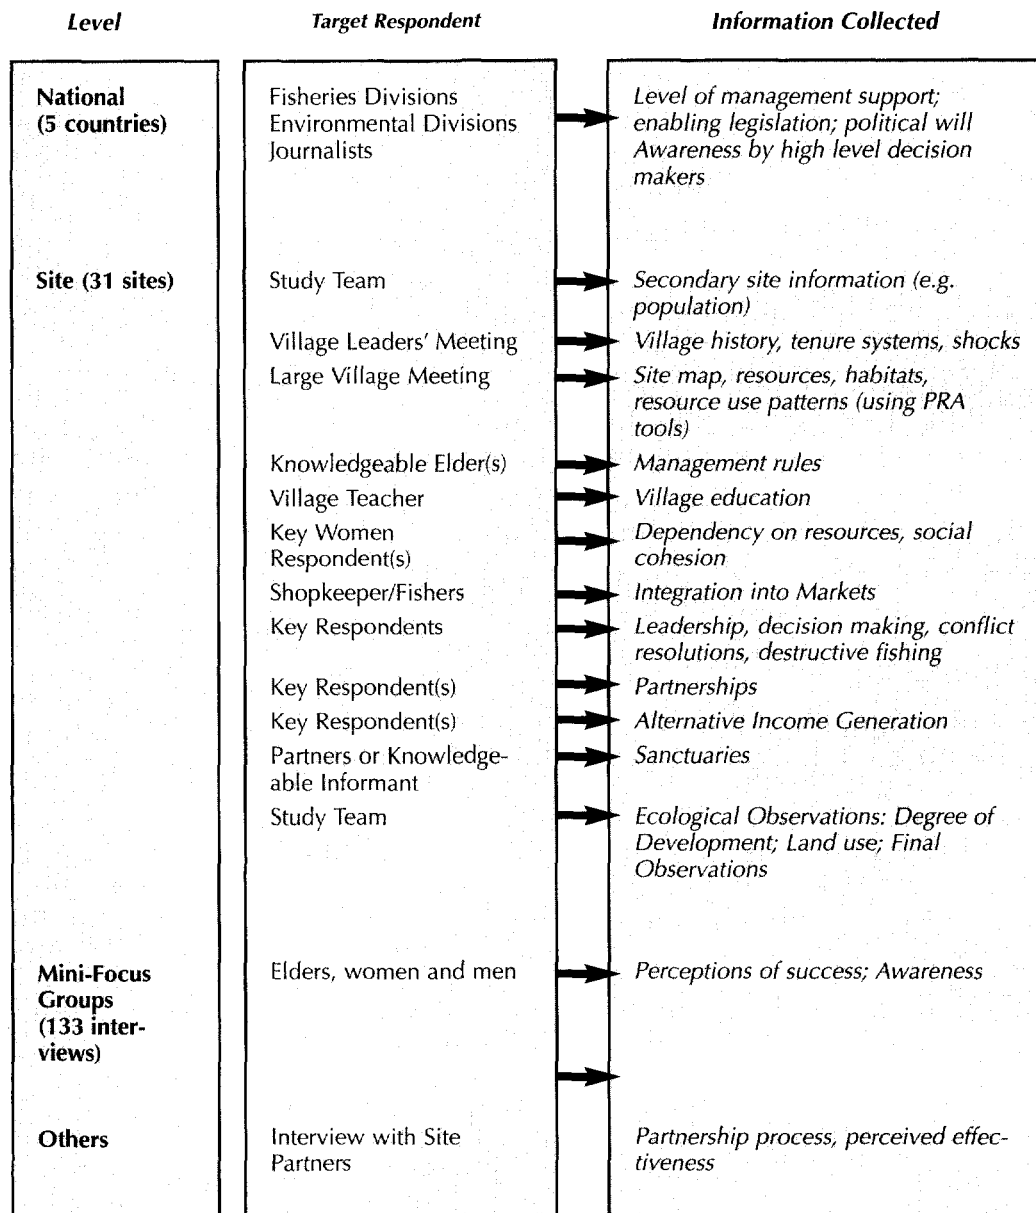 Level Target Respondent Information Collected
National Fisheries Divisions Level of management support;
(5 countries) Environmental Divisions enabling legislation; political will
Journalists Awareness by high level decision
makers
Site (31 sites) Study Team Secondary site information (e.g.
population)
Village Leaders' Meeting Village history, tenure systems, shocks
Large Village Meeting Site map, resources, habitats,
resource use patterns (using PRA
tools)
Knowledgeable Elder(s) Management rules
Village Teacher Village education
Key Women Dependency on resources, social
Respondent(s) cohesion
Shopkeeper/Fishers Integration into Markets
Key Respondents Leadership, decision making, conflict
resolutions, destructive fishing
Key Respondent(s) Partnerships
Key Respondent(s) Alternative Income Generation
Partners or Knowledge- Sanctuaries
able Informant
Study Team Ecological Observations: Degree of
Development; Land use; Final
Observations
Mini-Focus Elders, women and men Perceptions of success; Awareness
Groups
(133 inter-
views)
Others Interview with Site Partnership process, perceived effec-
Partners tiveness